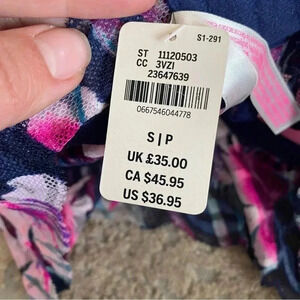 S1-291
ST 11120503
CC 3VZI
23647639
0667546044778
S | P
UK £35.00
CA $45.95
US $36.95